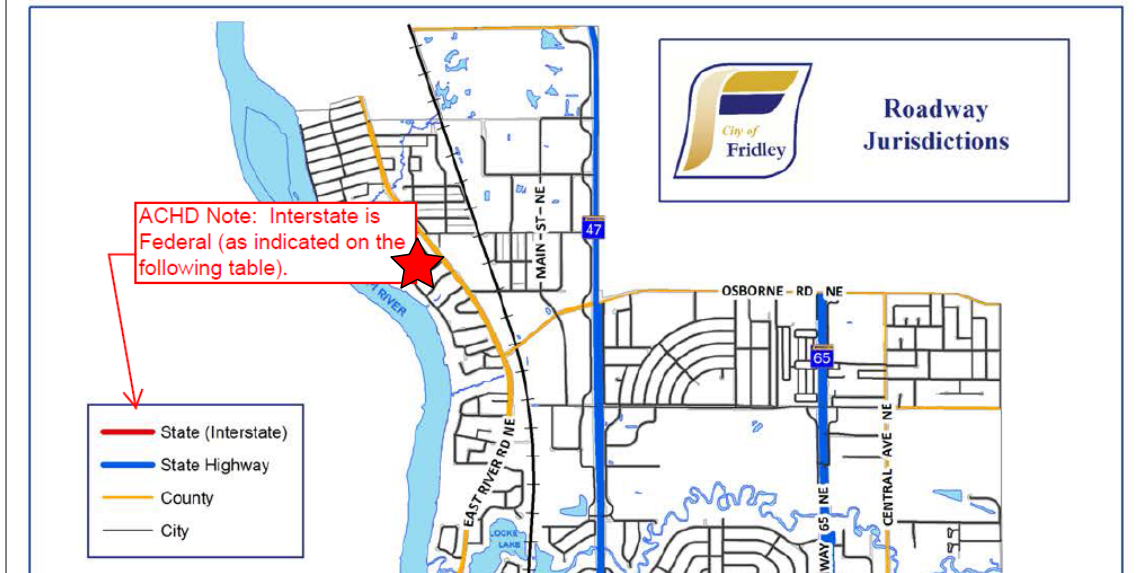 City of
Fridley
Roadway
Jurisdictions
ACHD Note: Interstate is
Federal (as indicated on the
following table).
47
MAIN ST NE
OSBORNE RD NE
65
RIVER
State (Interstate)
State Highway
County
City
EAST RIVER RD NE
CENTRAL AVE NE
65 NE
LOCKE
LAKE